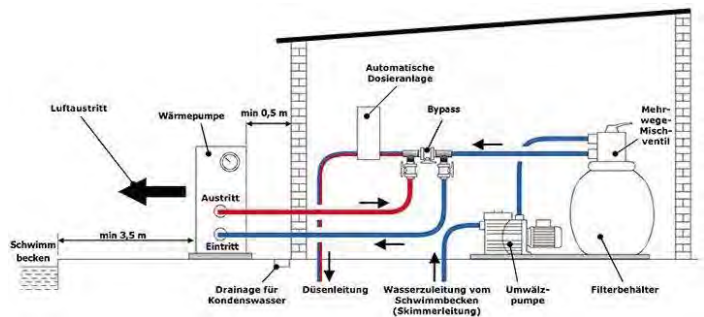 Automatische
Dosieranlage
Bypass
Mehr-
wege-
Misch-
ventil
Luftaustritt
Wärmepumpe
min 0,5 m
Austritt
Eintritt
min 3,5 m
Schwimm
becken
Drainage für
Kondenswasser
Düsenleitung
Wasserzuleitung vom
Schwimmbecken
(Skimmerleitung)
Umwälz-
pumpe
Filterbehälter